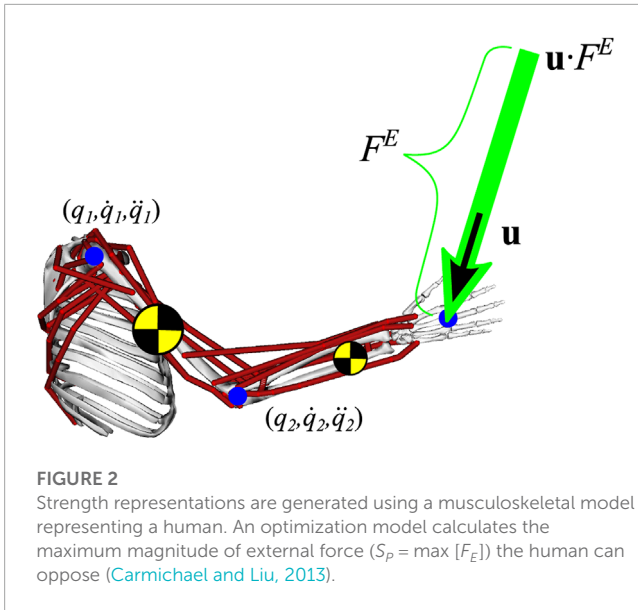 u·F^E
F^E
(q₁,q̇₁,q̈₁)
u
(q₂,q̇₂,q̈₂)
FIGURE 2
Strength representations are generated using a musculoskeletal model
representing a human. An optimization model calculates the
maximum magnitude of external force (S_P = max [F_E]) the human can
oppose (Carmichael and Liu, 2013).